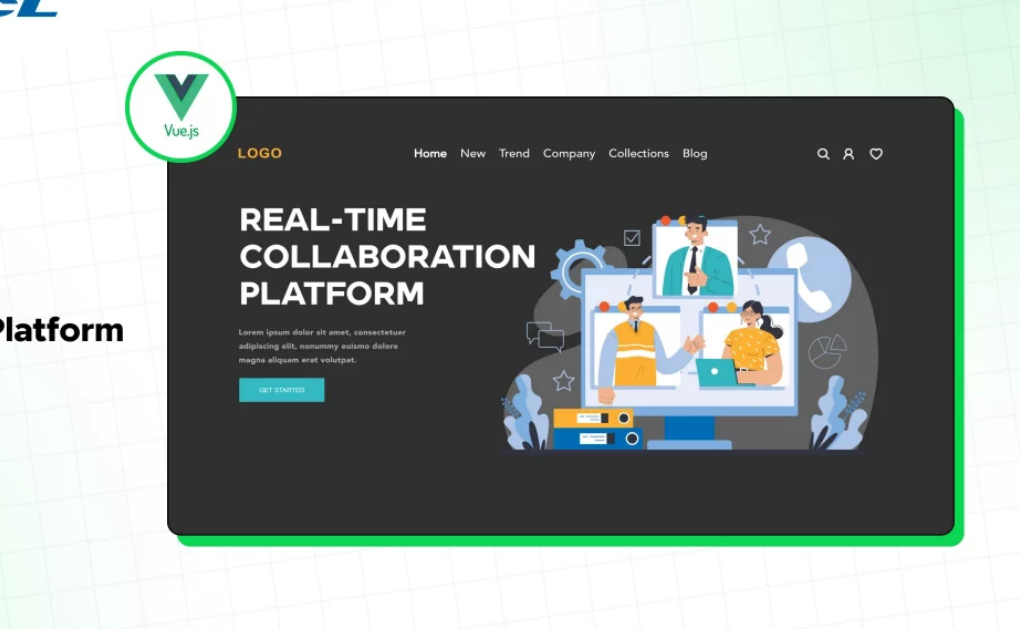 Vue.js
LOGO
Home New Trend Company Collections Blog
REAL-TIME
COLLABORATION
PLATFORM
Platform
Lorem ipsum dolor sit amet, consectetuer
adipiscing elit, nonummy euismo dolore
magna aliquam erat volutpat.
GET STARTED